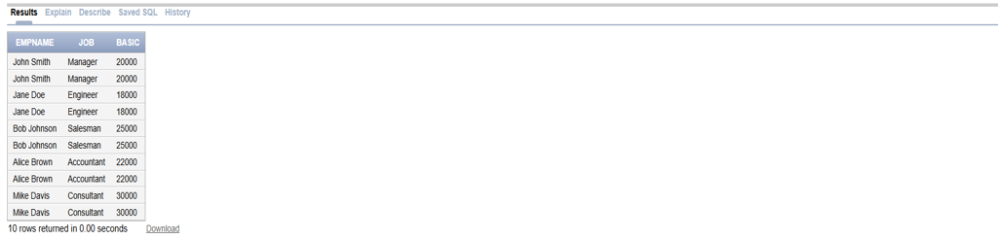 Results Explain Describe Saved SQL History
EMPNAME JOB BASIC
John Smith Manager 20000
John Smith Manager 20000
Jane Doe Engineer 18000
Jane Doe Engineer 18000
Bob Johnson Salesman 25000
Bob Johnson Salesman 25000
Alice Brown Accountant 22000
Alice Brown Accountant 22000
Mike Davis Consultant 30000
Mike Davis Consultant 30000
10 rows returned in 0.00 seconds Download